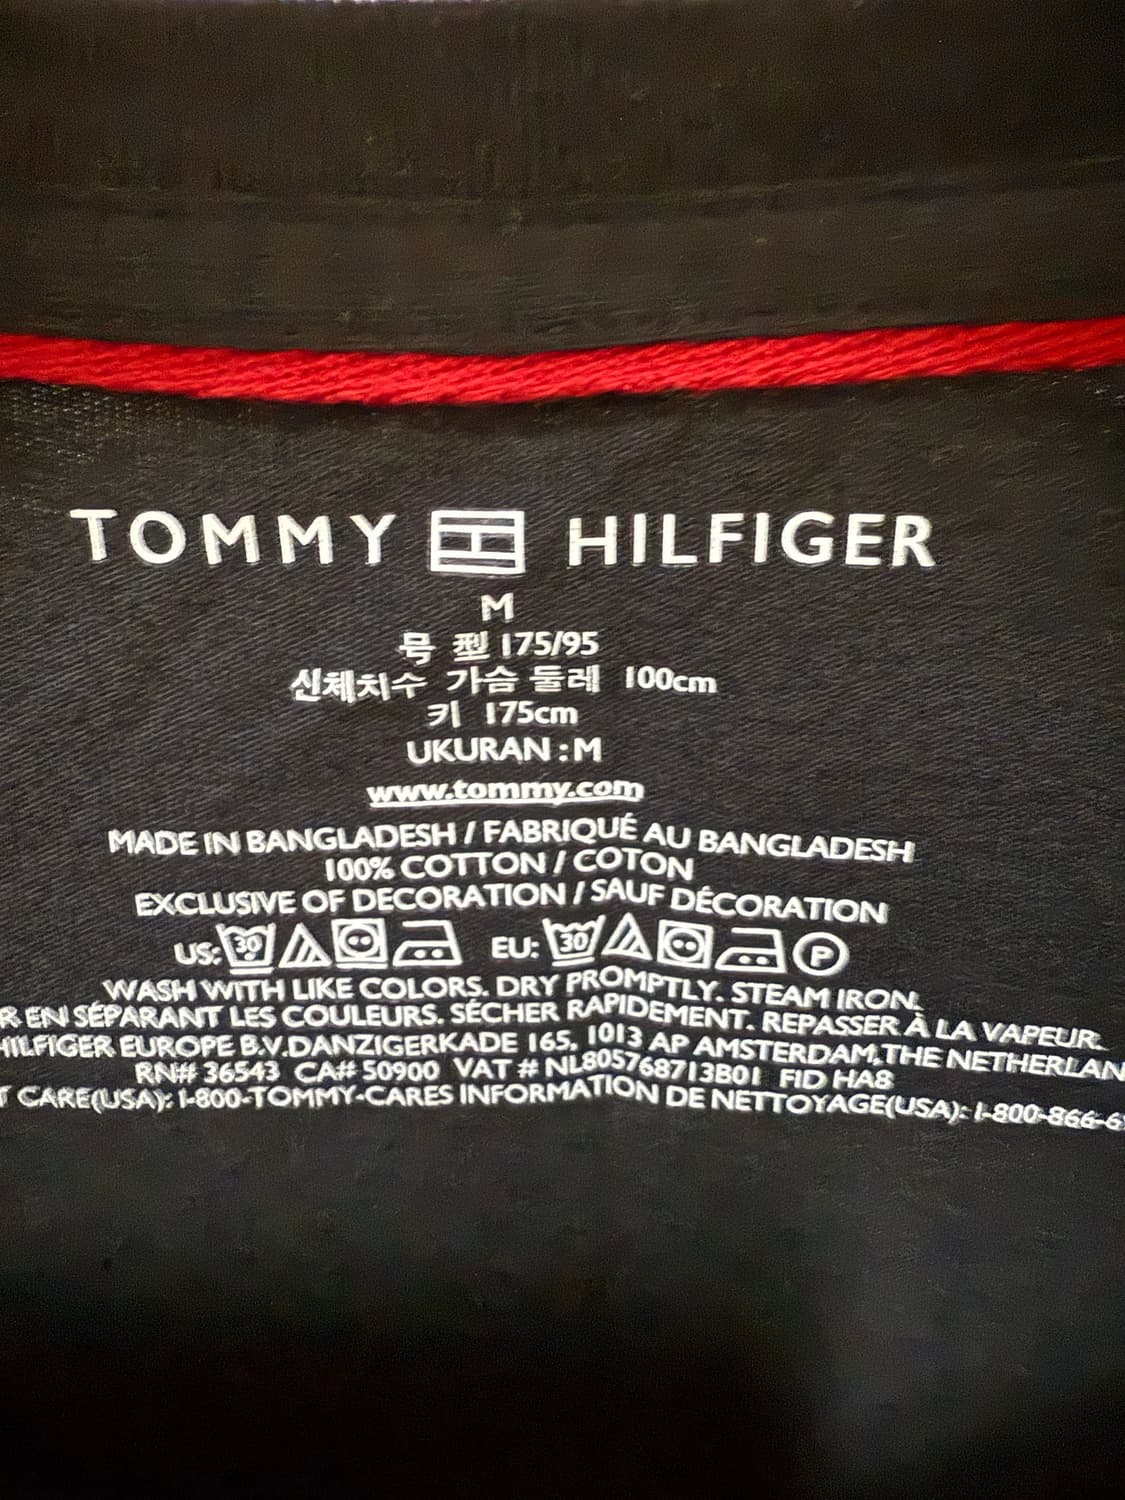 TOMMY HILFIGER
M
号 型 175/95
신체치수 가슴 둘레 100cm
키 175cm
UKURAN : M
www.tommy.com
MADE IN BANGLADESH / FABRIQUÉ AU BANGLADESH
100% COTTON / COTON
EXCLUSIVE OF DECORATION / SAUF DÉCORATION
US: 30 EU: 30 P
WASH WITH LIKE COLORS. DRY PROMPTLY. STEAM IRON.
EN SÉPARANT LES COULEURS. SÉCHER RAPIDEMENT. REPASSER À LA VAPEUR.
HILFIGER EUROPE B.V.DANZIGERKADE 165, 1013 AP AMSTERDAM,THE
RN# 36543 CA# 50900 VAT # NL805768713B01 FID HA8
CARE(USA): 1-800-TOMMY-CARES INFORMATION DE NETTOYAGE(USA): 1-800-866-6